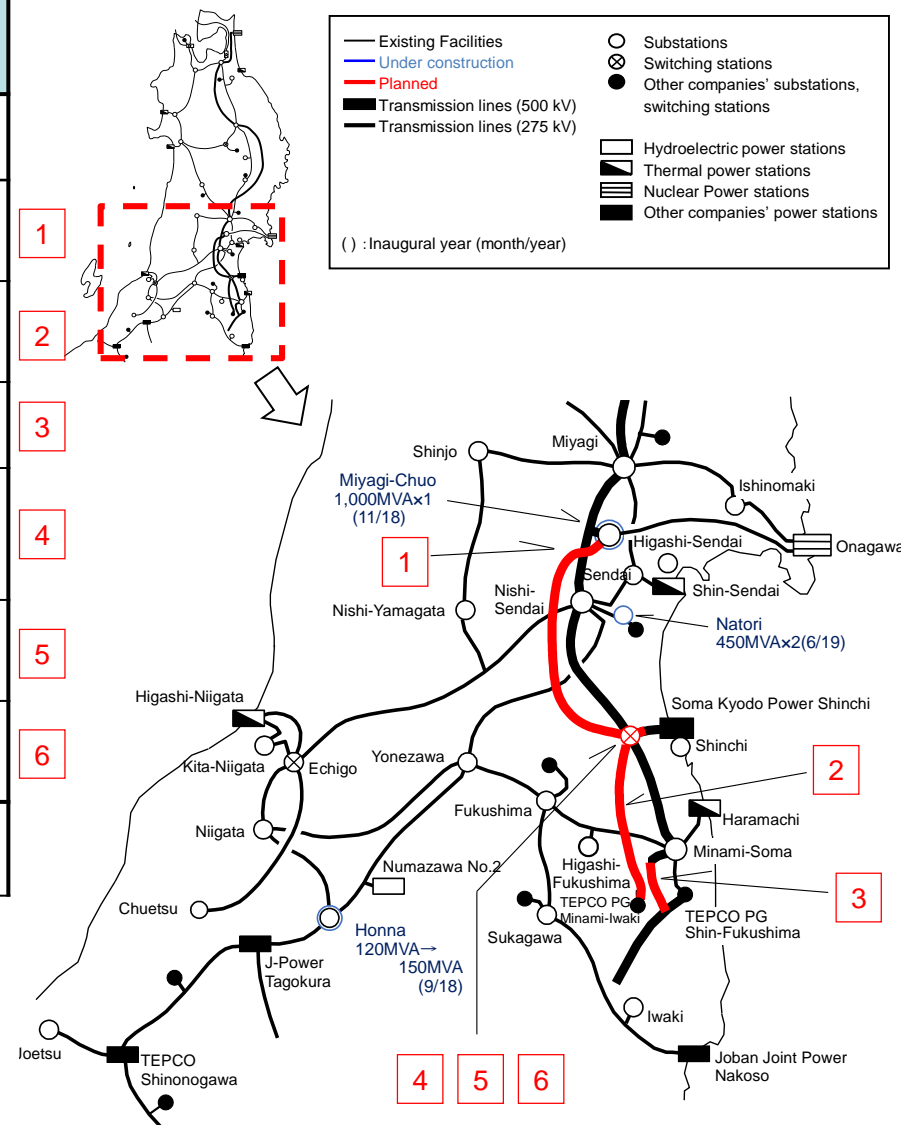 Existing Facilities
Under construction
Planned
Transmission lines (500 kV)
Transmission lines (275 kV)
Substations
Switching stations
Other companies' substations,
switching stations
Hydroelectric power stations
Thermal power stations
Nuclear Power stations
Other companies' power stations
( ) : Inaugural year (month/year)
1
2
3
4
5
6
Shinjo
Miyagi
Miyagi-Chuo
1,000MVA×1
(11/18)
Ishinomaki
1
Higashi-Sendai
Onagawa
Sendai
Nishi-
Sendai
Shin-Sendai
Nishi-Yamagata
Natori
450MVA×2(6/19)
Higashi-Niigata
Soma Kyodo Power Shinchi
Shinchi
Kita-Niigata
Echigo
Yonezawa
2
Fukushima
Haramachi
Niigata
Minami-Soma
Higashi-
Fukushima
Numazawa No.2
3
TEPCO PG
Minami-Iwaki
Chuetsu
TEPCO PG
Shin-Fukushima
Sukagawa
Honna
120MVA→
150MVA
(9/18)
J-Power
Tagokura
Iwaki
Joetsu
TEPCO
Shinonogawa
Joban Joint Power
Nakoso
4
5
6